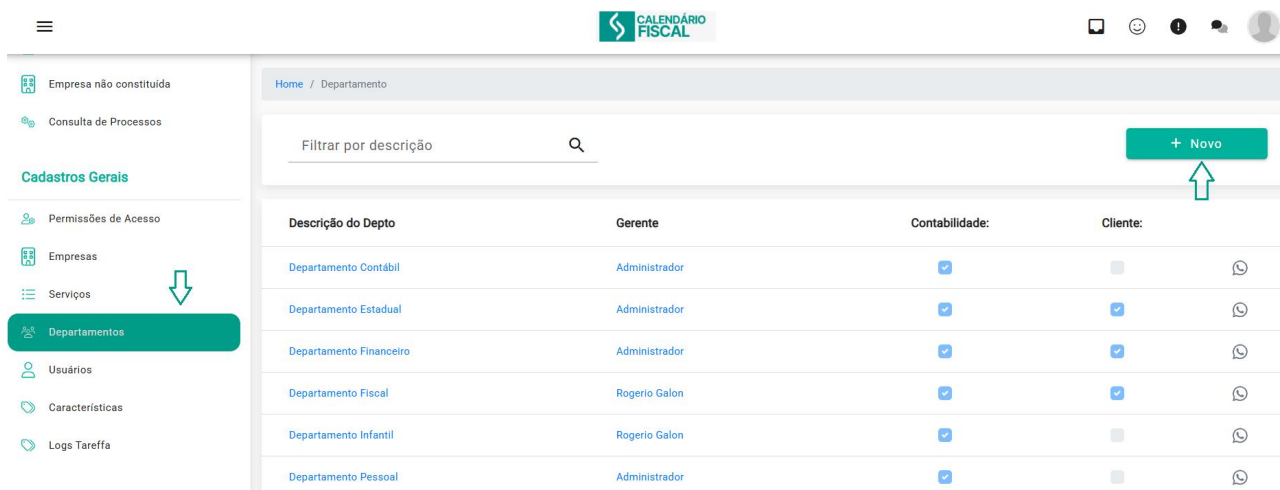 CALENDÁRIO
FISCAL
Empresa não constituída
Consulta de Processos
Cadastros Gerais
Permissões de Acesso
Empresas
Serviços
Departamentos
Usuários
Características
Logs Tareffa
Home / Departamento
Filtrar por descrição
+ Novo
Descrição do Depto Gerente Contabilidade: Cliente:
Departamento Contábil Administrador
Departamento Estadual Administrador
Departamento Financeiro Administrador
Departamento Fiscal Rogerio Galon
Departamento Infantil Rogerio Galon
Departamento Pessoal Administrador